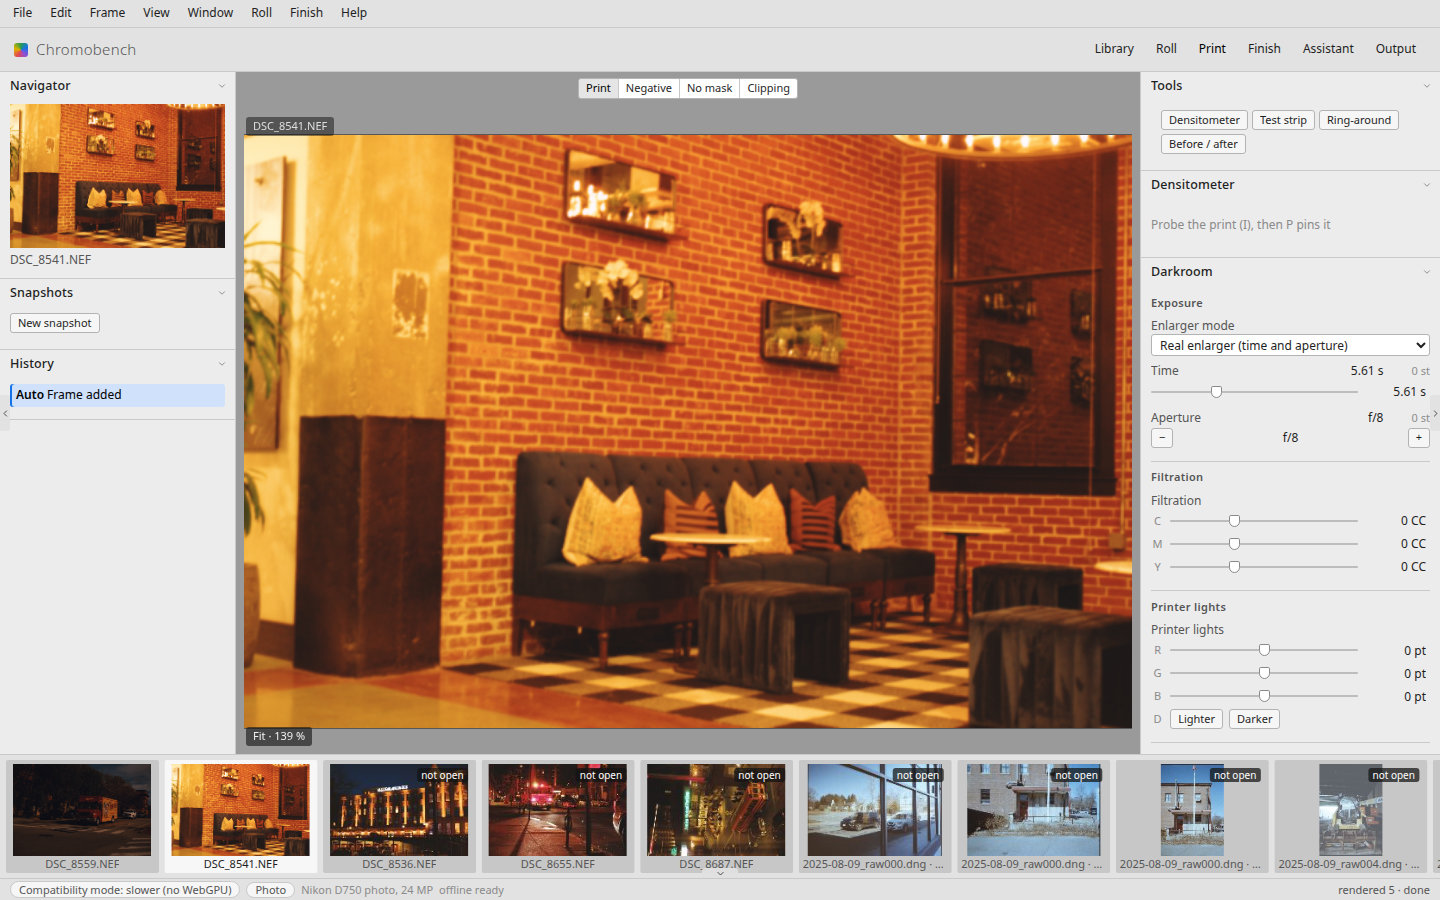 File Edit Frame View Window Roll Finish Help
Chromobench
Library Roll Print Finish Assistant Output
Navigator
DSC_8541.NEF
Snapshots
New snapshot
History
Auto Frame added
Print Negative No mask Clipping
DSC_8541.NEF
Fit · 139 %
Tools
Densitometer Test strip Ring-around
Before / after
Densitometer
Probe the print (I), then P pins it
Darkroom
Exposure
Enlarger mode
Real enlarger (time and aperture)
Time 5.61 s 0 st
5.61 s
Aperture f/8 0 st
− f/8 +
Filtration
Filtration
C 0 CC
M 0 CC
Y 0 CC
Printer lights
Printer lights
R 0 pt
G 0 pt
B 0 pt
D Lighter Darker
not open not open not open not open not open not open not open
DSC_8559.NEF DSC_8541.NEF DSC_8536.NEF DSC_8655.NEF DSC_8687.NEF 2025-08-09_raw000.dng · ... 2025-08-09_raw000.dng · ... 2025-08-09_raw000.dng · ... 2025-08-09_raw004.dng · ...
Compatibility mode: slower (no WebGPU) Photo Nikon D750 photo, 24 MP offline ready rendered 5 · done